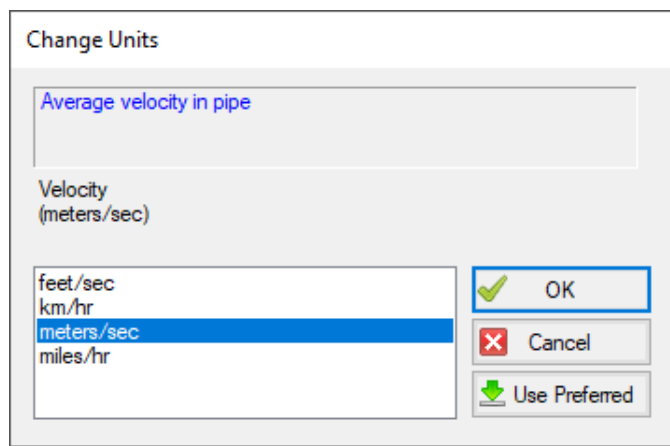 Change Units
Average velocity in pipe
Velocity
(meters/sec)
feet/sec
km/hr
meters/sec
miles/hr
OK
Cancel
Use Preferred